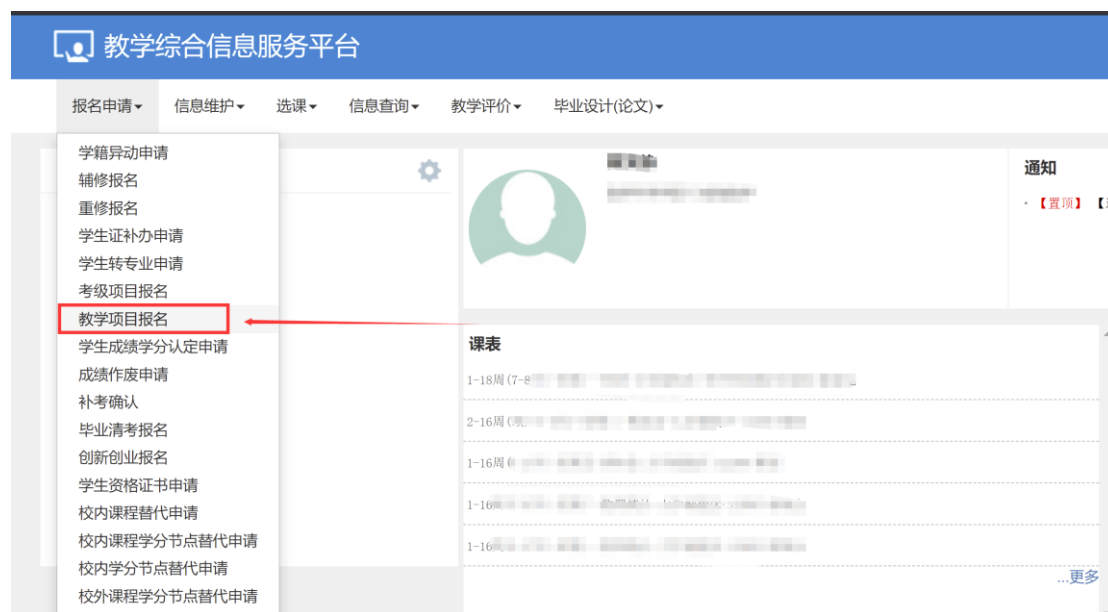 教学综合信息服务平台
报名申请 信息维护 选课 信息查询 教学评价 毕业设计(论文)
学籍异动申请
辅修报名
重修报名
学生证补办申请
学生转专业申请
考级项目报名
教学项目报名
学生成绩学分认定申请
成绩作废申请
补考确认
毕业清考报名
创新创业报名
学生资格证书申请
校内课程替代申请
校内课程学分节点替代申请
校内学分节点替代申请
校外课程学分节点替代申请
通知
【置顶】 【
课表
1-18周(7-8
2-16周(
1-16周(
1-16
1-16
...更多